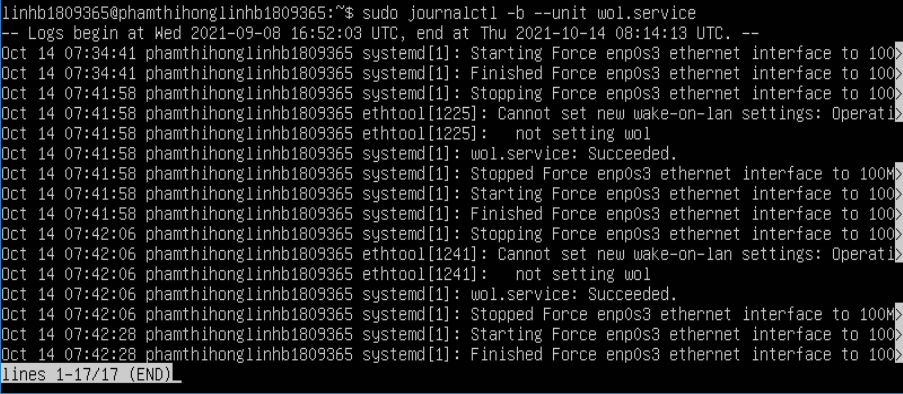 linhb1809365@phamthihonglinhb1809365:~$ sudo journalctl -b --unit wol.service
-- Logs begin at Wed 2021-09-08 16:52:03 UTC, end at Thu 2021-10-14 08:14:13 UTC. --
Oct 14 07:34:41 phamthihonglinhb1809365 systemd[1]: Starting Force enp0s3 ethernet interface to 100>
Oct 14 07:34:41 phamthihonglinhb1809365 systemd[1]: Finished Force enp0s3 ethernet interface to 100>
Oct 14 07:41:58 phamthihonglinhb1809365 systemd[1]: Stopping Force enp0s3 ethernet interface to 100>
Oct 14 07:41:58 phamthihonglinhb1809365 ethtool[1225]: Cannot set new wake-on-lan settings: Operati>
Oct 14 07:41:58 phamthihonglinhb1809365 ethtool[1225]:   not setting wol
Oct 14 07:41:58 phamthihonglinhb1809365 systemd[1]: wol.service: Succeeded.
Oct 14 07:41:58 phamthihonglinhb1809365 systemd[1]: Stopped Force enp0s3 ethernet interface to 100M>
Oct 14 07:41:58 phamthihonglinhb1809365 systemd[1]: Starting Force enp0s3 ethernet interface to 100>
Oct 14 07:41:58 phamthihonglinhb1809365 systemd[1]: Finished Force enp0s3 ethernet interface to 100>
Oct 14 07:42:06 phamthihonglinhb1809365 systemd[1]: Stopping Force enp0s3 ethernet interface to 100>
Oct 14 07:42:06 phamthihonglinhb1809365 ethtool[1241]: Cannot set new wake-on-lan settings: Operati>
Oct 14 07:42:06 phamthihonglinhb1809365 ethtool[1241]:   not setting wol
Oct 14 07:42:06 phamthihonglinhb1809365 systemd[1]: wol.service: Succeeded.
Oct 14 07:42:06 phamthihonglinhb1809365 systemd[1]: Stopped Force enp0s3 ethernet interface to 100M>
Oct 14 07:42:28 phamthihonglinhb1809365 systemd[1]: Starting Force enp0s3 ethernet interface to 100>
Oct 14 07:42:28 phamthihonglinhb1809365 systemd[1]: Finished Force enp0s3 ethernet interface to 100>
lines 1-17/17 (END)